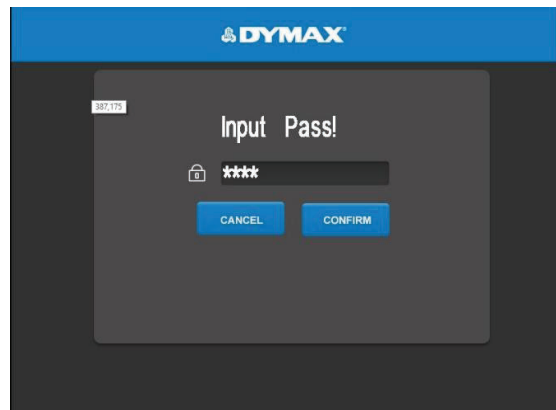 DYMAX
387,175
Input Pass!
****
CANCEL CONFIRM